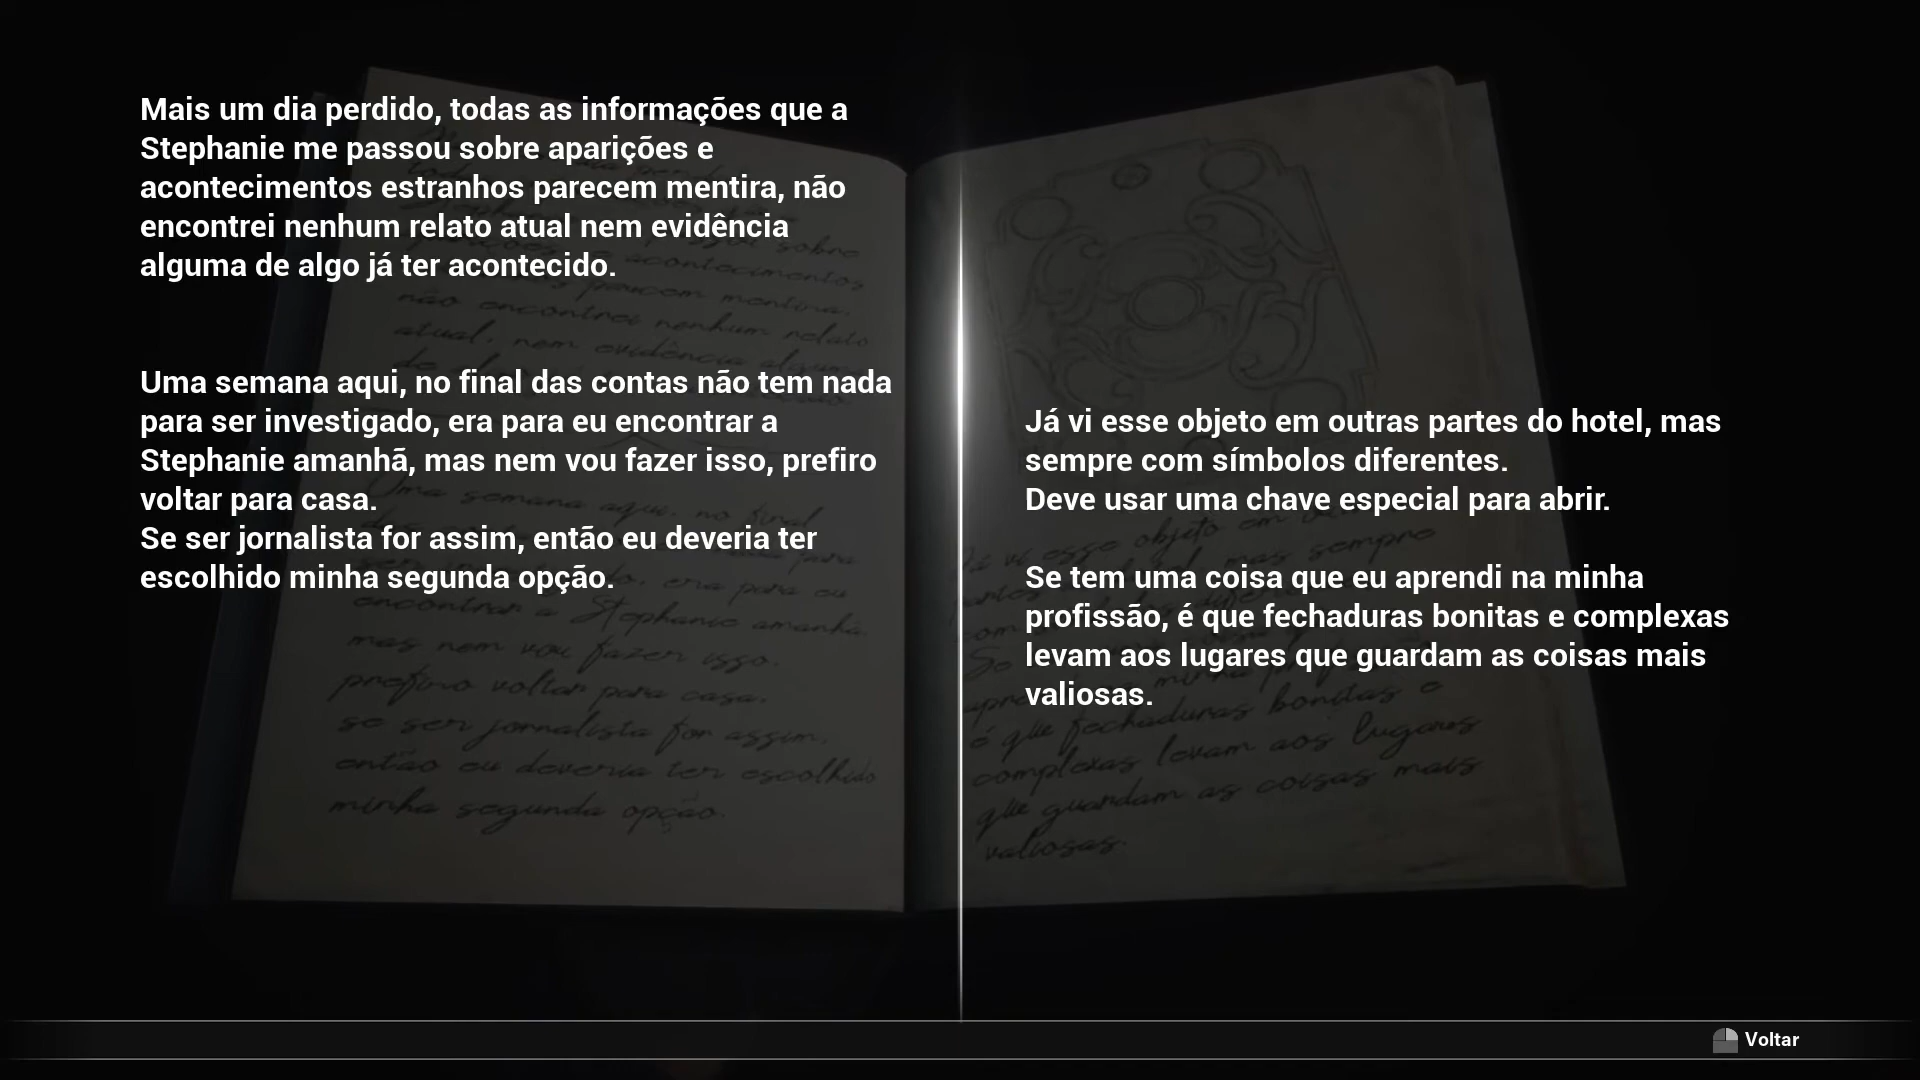 Mais um dia perdido, todas as informações que a
Stephanie me passou sobre aparições e
acontecimentos estranhos parecem mentira, não
encontrei nenhum relato atual nem evidência
alguma de algo já ter acontecido.
Uma semana aqui, no final das contas não tem nada
para ser investigado, era para eu encontrar a
Stephanie amanhã, mas nem vou fazer isso, prefiro
voltar para casa.
Se ser jornalista for assim, então eu deveria ter
escolhido minha segunda opção.
Já vi esse objeto em outras partes do hotel, mas
sempre com símbolos diferentes.
Deve usar uma chave especial para abrir.
Se tem uma coisa que eu aprendi na minha
profissão, é que fechaduras bonitas e complexas
levam aos lugares que guardam as coisas mais
valiosas.
Voltar